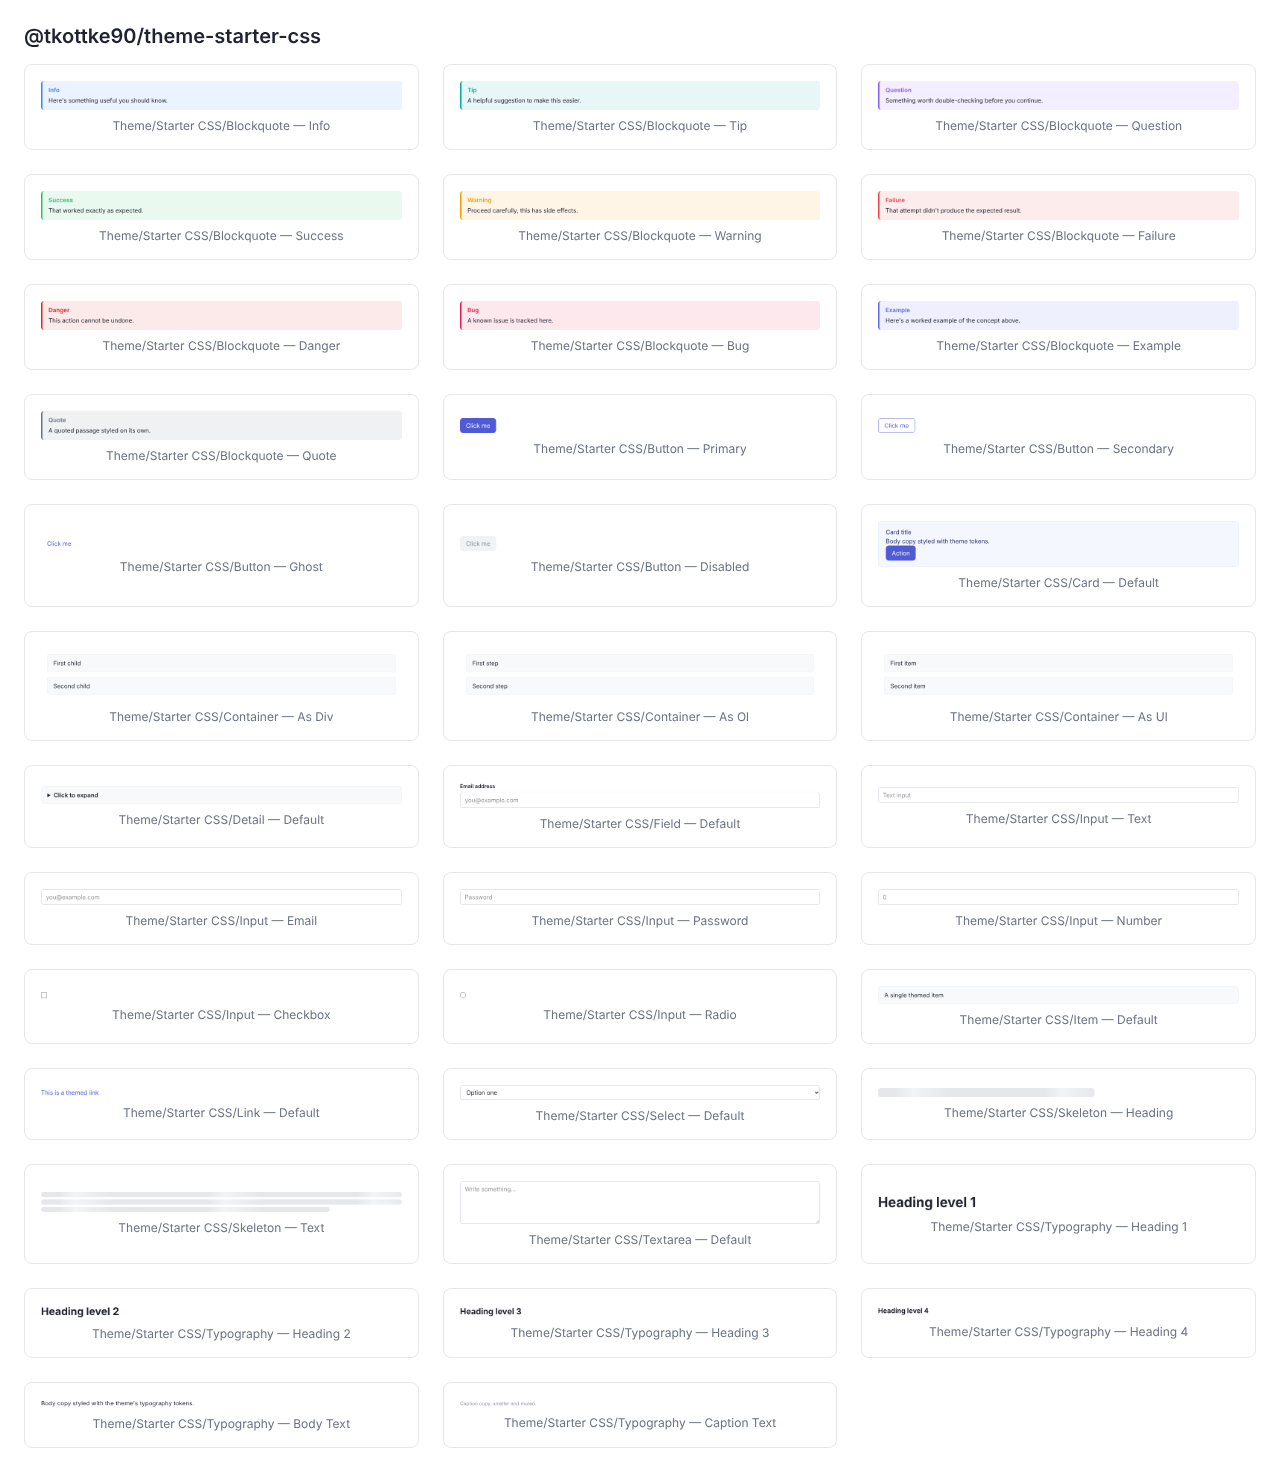 @tkottke90/theme-starter-css
Info
Here's something useful you should know.
Theme/Starter CSS/Blockquote — Info
Tip
A helpful suggestion to make this easier.
Theme/Starter CSS/Blockquote — Tip
Question
Something worth double-checking before you continue.
Theme/Starter CSS/Blockquote — Question
Success
That worked exactly as expected.
Theme/Starter CSS/Blockquote — Success
Warning
Proceed carefully, this has side effects.
Theme/Starter CSS/Blockquote — Warning
Failure
That attempt didn't produce the expected result.
Theme/Starter CSS/Blockquote — Failure
Danger
This action cannot be undone.
Theme/Starter CSS/Blockquote — Danger
Bug
A known issue is tracked here.
Theme/Starter CSS/Blockquote — Bug
Example
Here's a worked example of the concept above.
Theme/Starter CSS/Blockquote — Example
Quote
A quoted passage styled on its own.
Theme/Starter CSS/Blockquote — Quote
Click me
Theme/Starter CSS/Button — Primary
Click me
Theme/Starter CSS/Button — Secondary
Click me
Theme/Starter CSS/Button — Ghost
Click me
Theme/Starter CSS/Button — Disabled
Card title
Body copy styled with theme tokens.
Action
Theme/Starter CSS/Card — Default
First child
Second child
Theme/Starter CSS/Container — As Div
First step
Second step
Theme/Starter CSS/Container — As Ol
First item
Second item
Theme/Starter CSS/Container — As Ul
Click to expand
Theme/Starter CSS/Detail — Default
Email address
you@example.com
Theme/Starter CSS/Field — Default
Text input
Theme/Starter CSS/Input — Text
you@example.com
Theme/Starter CSS/Input — Email
Password
Theme/Starter CSS/Input — Password
0
Theme/Starter CSS/Input — Number
Theme/Starter CSS/Input — Checkbox
Theme/Starter CSS/Input — Radio
A single themed item
Theme/Starter CSS/Item — Default
This is a themed link
Theme/Starter CSS/Link — Default
Option one
Theme/Starter CSS/Select — Default
Theme/Starter CSS/Skeleton — Heading
Theme/Starter CSS/Skeleton — Text
Write something...
Theme/Starter CSS/Textarea — Default
Heading level 1
Theme/Starter CSS/Typography — Heading 1
Heading level 2
Theme/Starter CSS/Typography — Heading 2
Heading level 3
Theme/Starter CSS/Typography — Heading 3
Heading level 4
Theme/Starter CSS/Typography — Heading 4
Body copy styled with the theme's typography tokens.
Theme/Starter CSS/Typography — Body Text
Caption copy, smaller and muted.
Theme/Starter CSS/Typography — Caption Text